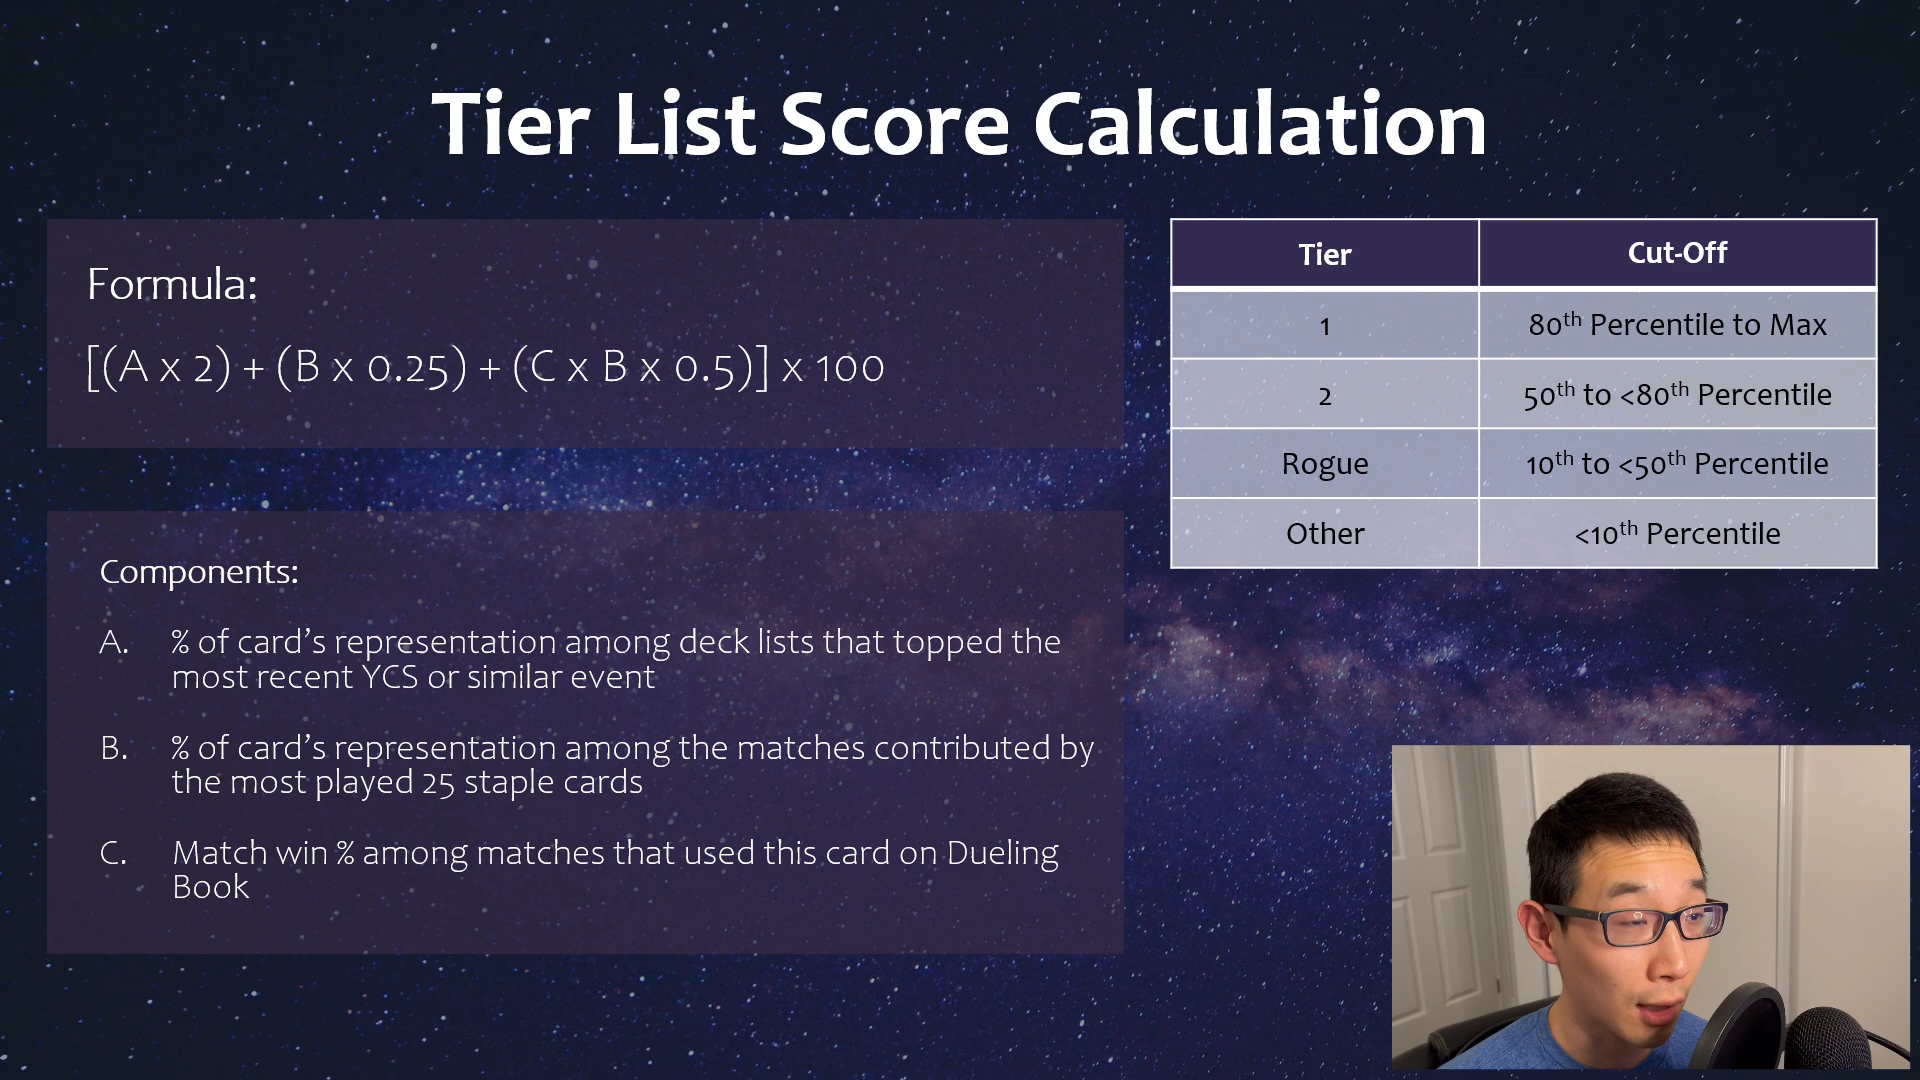 Tier List Score Calculation
Formula:
[(A x 2) + (B x 0.25) + (C x B x 0.5)] x 100
Components:
A. % of card’s representation among deck lists that topped the
most recent YCS or similar event
B. % of card’s representation among the matches contributed by
the most played 25 staple cards
C. Match win % among matches that used this card on Dueling
Book
Tier Cut-Off
1 80th Percentile to Max
2 50th to <80th Percentile
Rogue 10th to <50th Percentile
Other <10th Percentile